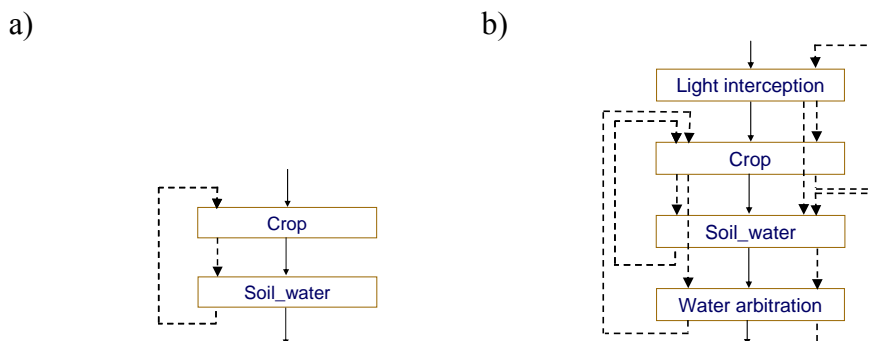 a)
b)
Light interception
Crop
Soil_water
Water arbitration
Crop
Soil_water